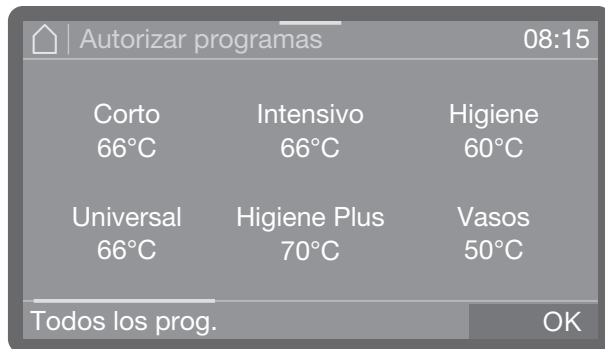 Autorizar programas 08:15
Corto Intensivo Higiene
66°C 66°C 60°C
Universal Higiene Plus Vasos
66°C 70°C 50°C
Todos los prog. OK